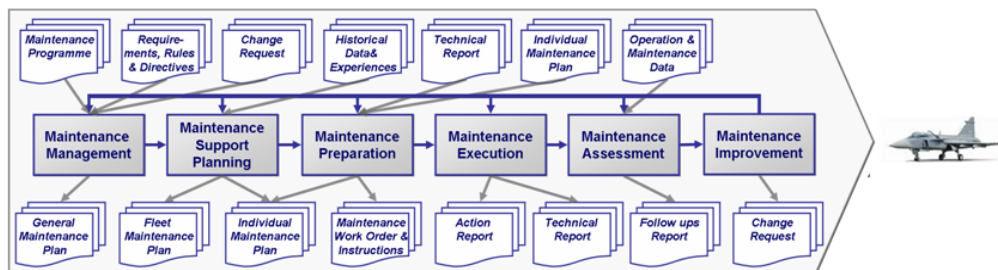 Maintenance
Programme
Require-
ments, Rules
& Directives
Change
Request
Historical
Data&
Experiences
Technical
Report
Individual
Maintenance
Plan
Operation &
Maintenance
Data
Maintenance
Management
Maintenance
Support
Planning
Maintenance
Preparation
Maintenance
Execution
Maintenance
Assessment
Maintenance
Improvement
General
Maintenance
Plan
Fleet
Maintenance
Plan
Individual
Maintenance
Plan
Maintenance
Work Order &
Instructions
Action
Report
Technical
Report
Follow ups
Report
Change
Request